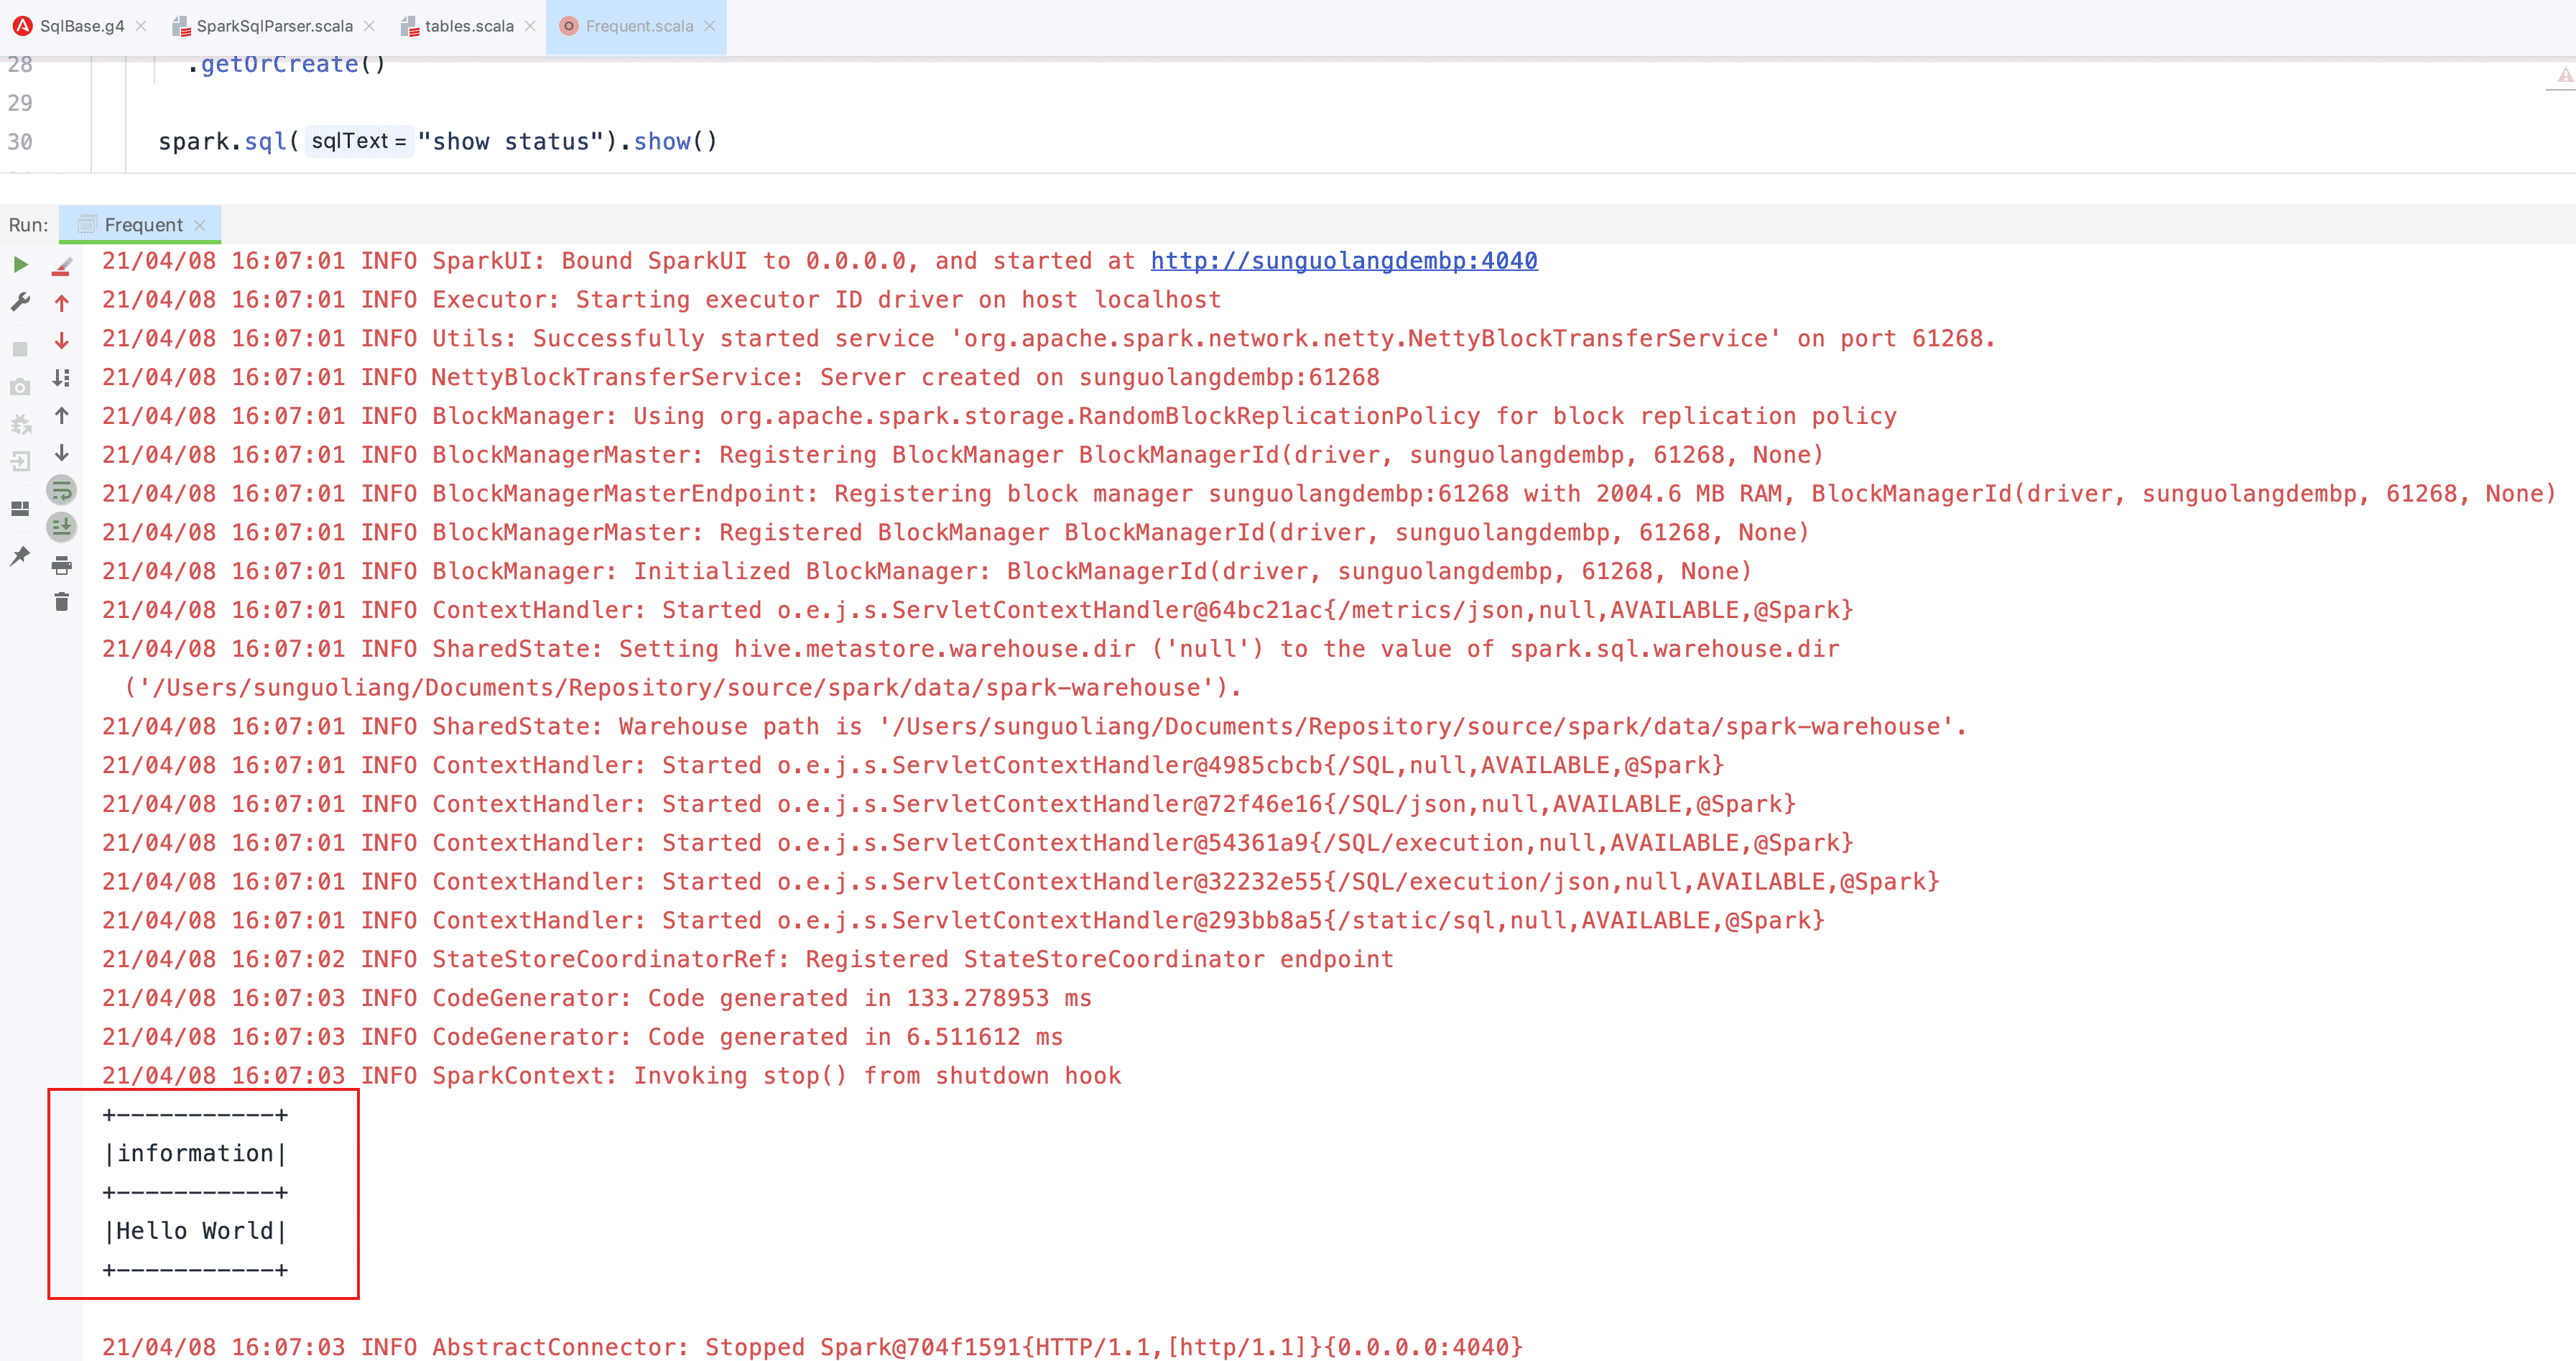 SqlBase.g4 SparkSqlParser.scala tables.scala Frequent.scala
28 .getOrCreate()
29
30 spark.sql( sqlText = "show status").show()
Run: Frequent
21/04/08 16:07:01 INFO SparkUI: Bound SparkUI to 0.0.0.0, and started at http://sunguolangdembp:4040
21/04/08 16:07:01 INFO Executor: Starting executor ID driver on host localhost
21/04/08 16:07:01 INFO Utils: Successfully started service 'org.apache.spark.network.netty.NettyBlockTransferService' on port 61268.
21/04/08 16:07:01 INFO NettyBlockTransferService: Server created on sunguolangdembp:61268
21/04/08 16:07:01 INFO BlockManager: Using org.apache.spark.storage.RandomBlockReplicationPolicy for block replication policy
21/04/08 16:07:01 INFO BlockManagerMaster: Registering BlockManager BlockManagerId(driver, sunguolangdembp, 61268, None)
21/04/08 16:07:01 INFO BlockManagerMasterEndpoint: Registering block manager sunguolangdembp:61268 with 2004.6 MB RAM, BlockManagerId(driver, sunguolangdembp, 61268, None)
21/04/08 16:07:01 INFO BlockManagerMaster: Registered BlockManager BlockManagerId(driver, sunguolangdembp, 61268, None)
21/04/08 16:07:01 INFO BlockManager: Initialized BlockManager: BlockManagerId(driver, sunguolangdembp, 61268, None)
21/04/08 16:07:01 INFO ContextHandler: Started o.e.j.s.ServletContextHandler@64bc21ac{/metrics/json,null,AVAILABLE,@Spark}
21/04/08 16:07:01 INFO SharedState: Setting hive.metastore.warehouse.dir ('null') to the value of spark.sql.warehouse.dir
('/Users/sunguoliang/Documents/Repository/source/spark/data/spark-warehouse').
21/04/08 16:07:01 INFO SharedState: Warehouse path is '/Users/sunguoliang/Documents/Repository/source/spark/data/spark-warehouse'.
21/04/08 16:07:01 INFO ContextHandler: Started o.e.j.s.ServletContextHandler@4985cbcb{/SQL,null,AVAILABLE,@Spark}
21/04/08 16:07:01 INFO ContextHandler: Started o.e.j.s.ServletContextHandler@72f46e16{/SQL/json,null,AVAILABLE,@Spark}
21/04/08 16:07:01 INFO ContextHandler: Started o.e.j.s.ServletContextHandler@54361a9{/SQL/execution,null,AVAILABLE,@Spark}
21/04/08 16:07:01 INFO ContextHandler: Started o.e.j.s.ServletContextHandler@32232e55{/SQL/execution/json,null,AVAILABLE,@Spark}
21/04/08 16:07:01 INFO ContextHandler: Started o.e.j.s.ServletContextHandler@293bb8a5{/static/sql,null,AVAILABLE,@Spark}
21/04/08 16:07:02 INFO StateStoreCoordinatorRef: Registered StateStoreCoordinator endpoint
21/04/08 16:07:03 INFO CodeGenerator: Code generated in 133.278953 ms
21/04/08 16:07:03 INFO CodeGenerator: Code generated in 6.511612 ms
21/04/08 16:07:03 INFO SparkContext: Invoking stop() from shutdown hook
+-----------+
|information|
+-----------+
|Hello World|
+-----------+
21/04/08 16:07:03 INFO AbstractConnector: Stopped Spark@704f1591{HTTP/1.1,[http/1.1]}{0.0.0.0:4040}